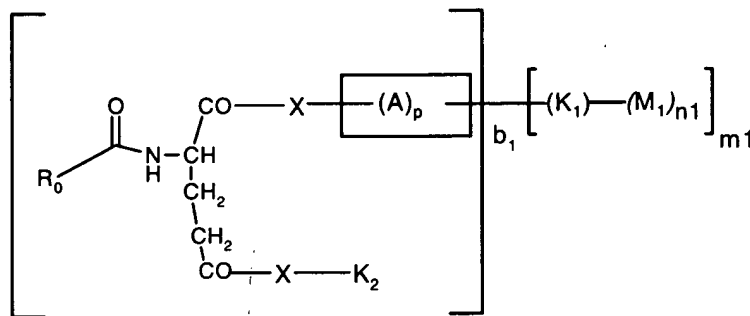 CO X (A)p (K1) (M1)n1
b1 m1
O
N CH
H
R0
CH2
CH2
CO X K2